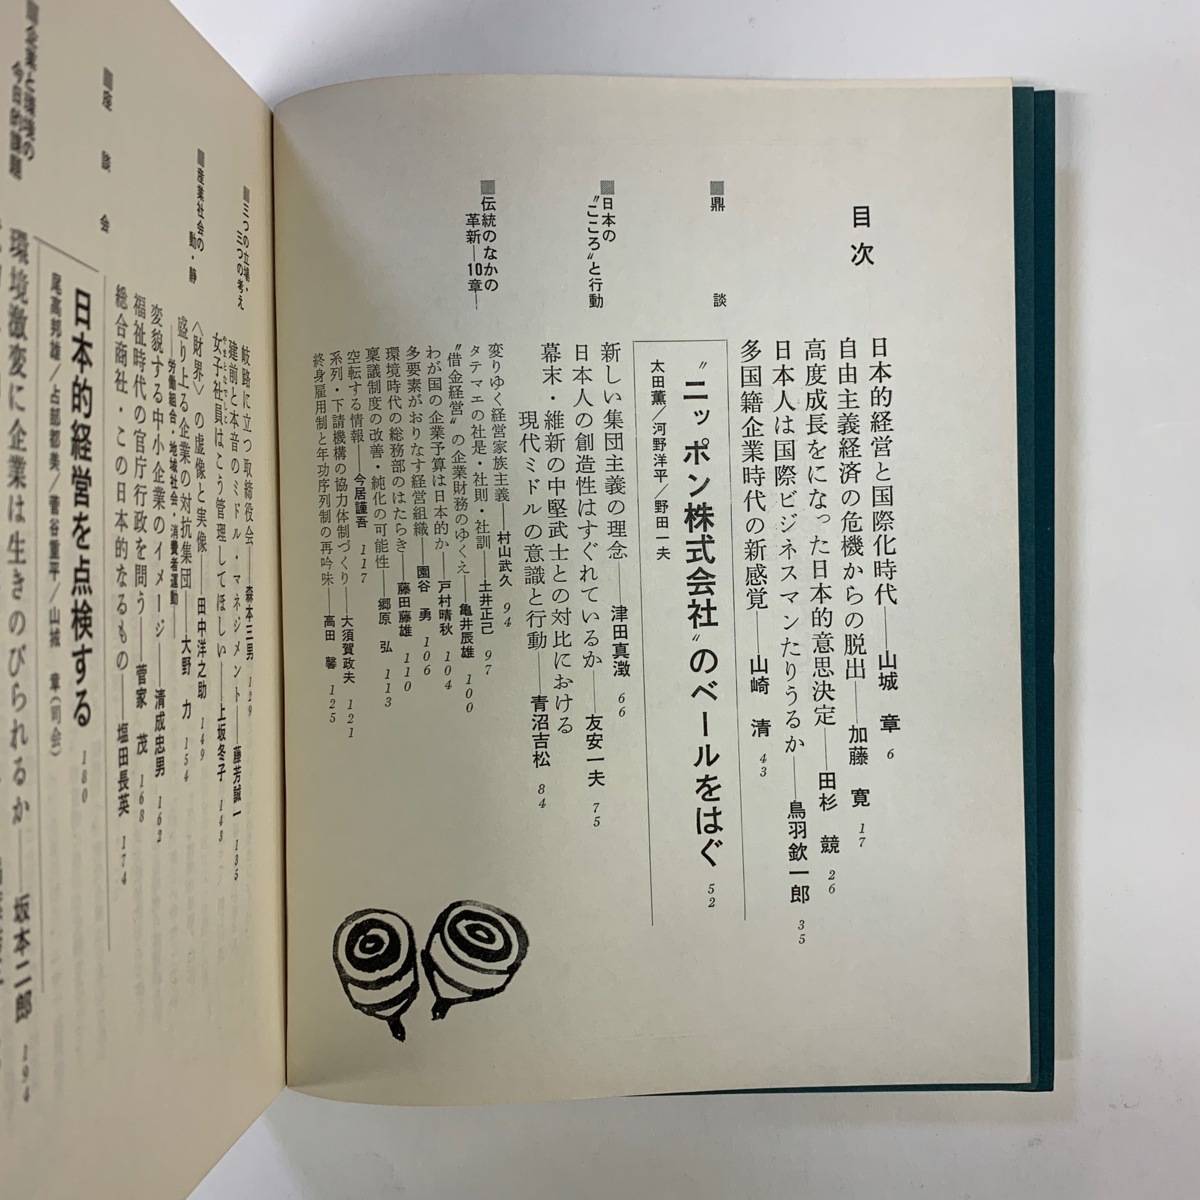 目次
日本的経営と国際化時代――山城 章 6
自由主義経済の危機からの脱出――加藤 寛 17
高度成長をになった日本的意思決定――田杉 競 26
日本人は国際ビジネスマンたりうるか――鳥羽欽一郎 35
多国籍企業時代の新感覚――山崎 清 43
▨鼎談
〝ニッポン株式会社〟のベールをはぐ 52
太田薫／河野洋平／野田一夫
▨日本の
〝こころ〟と行動
新しい集団主義の理念――津田真澂 66
日本人の創造性はすぐれているか――友安一夫 75
幕末・維新の中堅武士との対比における
現代ミドルの意識と行動――青沼吉松 84
▨伝統のなかの
革新―10章―
変りゆく経営家族主義――村山武久 94
タテマエの社是・社則・社訓――土井正己 97
〝借金経営〟の企業財務のゆくえ――亀井辰雄 100
わが国の企業予算は日本的か――戸村晴秋 104
多要素がおりなす経営組織――園谷 勇 106
環境時代の総務部のはたらき――藤田藤雄 110
稟議制度の改善・純化の可能性――郷原 弘 113
空転する情報――今居謹吾 117
系列・下請機構の協力体制づくり――大須賀政夫 121
終身雇用制と年功序列制の再吟味――高田 馨 125
▨三つの立場・
三つの考え
岐路に立つ取締役会――森本三男 129
建前と本音のミドル・マネジメント――藤芳誠一 135
女子社員はこう管理してほしい――上坂冬子 143
▨産業社会の
動・静
〈財界〉の虚像と実像――田中洋之助 149
盛り上る企業の対抗集団――大野 力 154
――労働組合・地域社会・消費者運動――
変貌する中小企業のイメージ――清成忠男 162
福祉時代の官庁行政を問う――菅家 茂 168
総合商社・この日本的なるもの――塩田長英 174
▨座談会
日本的経営を点検する 180
尾高邦雄／占部都美／菅谷重平／山城 章（司会）
▨企業と環境の
今日的課題
環境激変に企業は生きのびられるか――坂本二郎 194